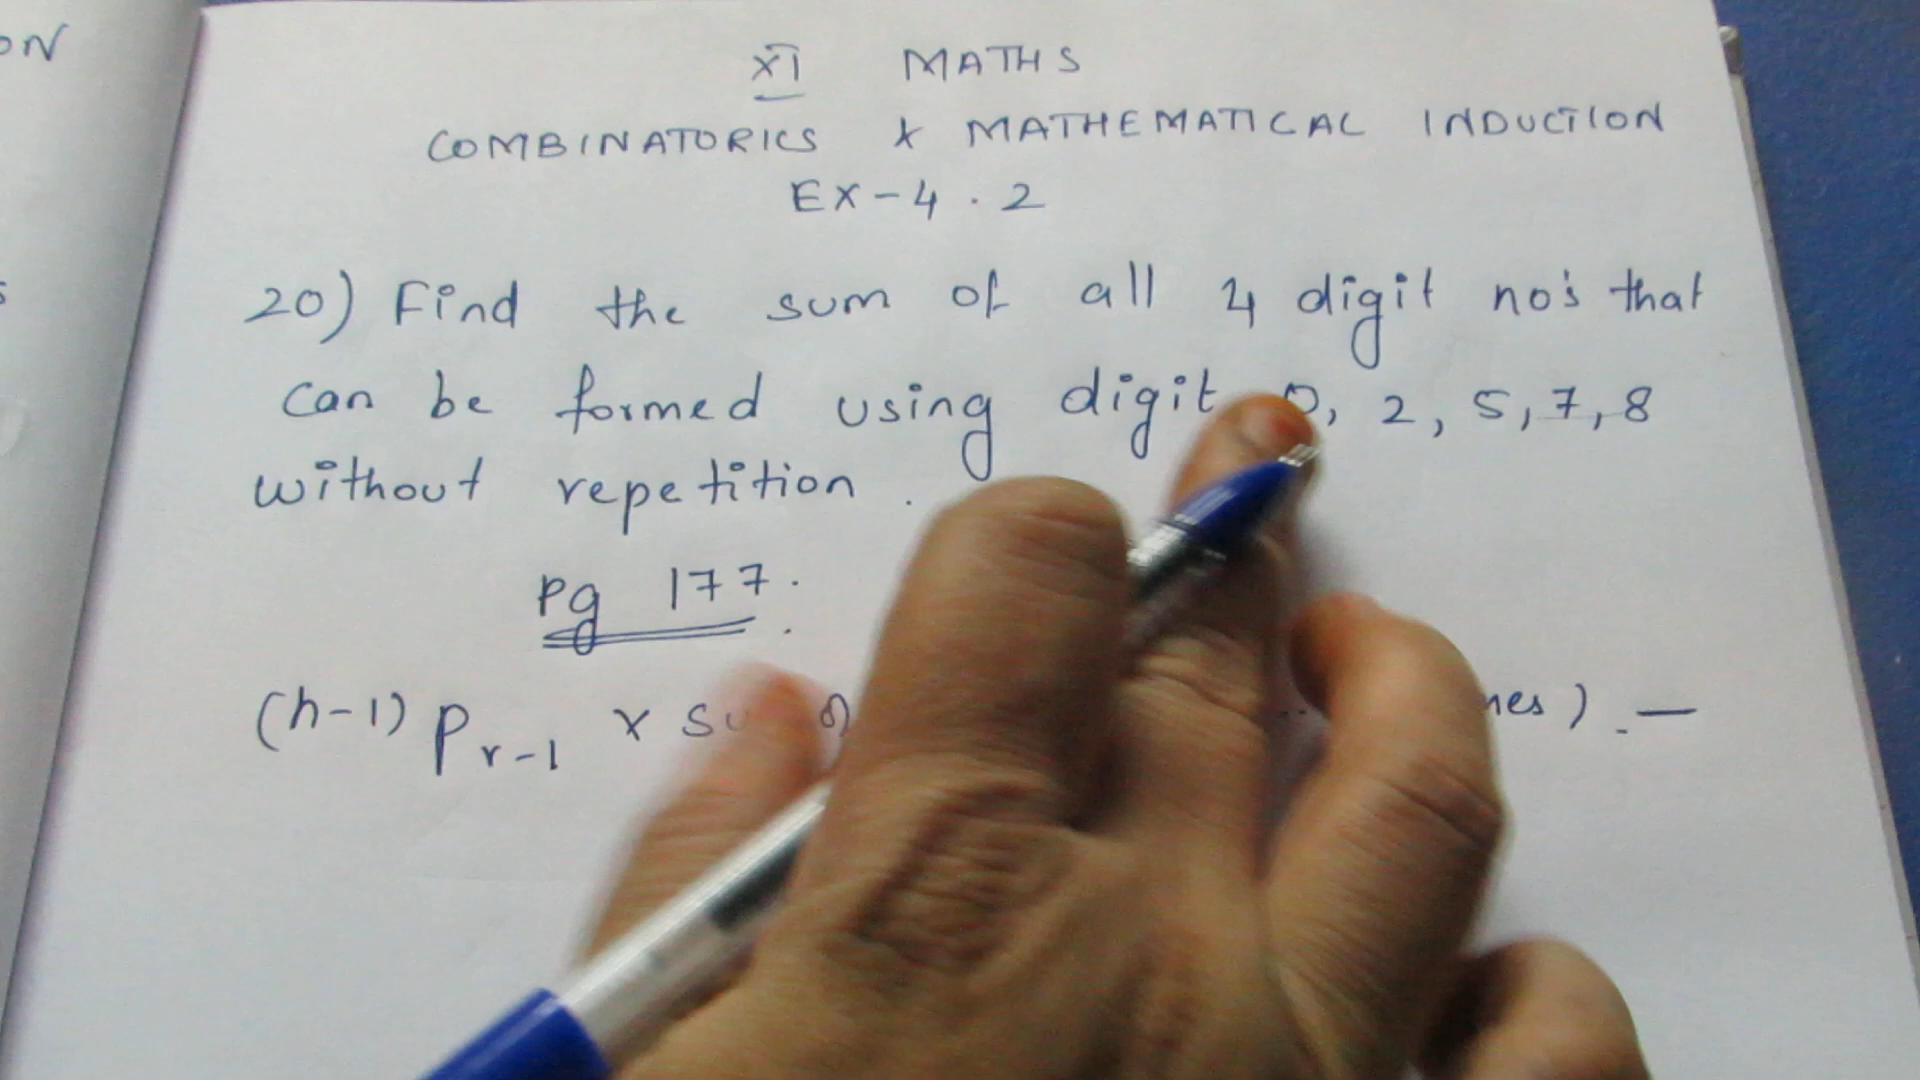 ON
XI MATHS
COMBINATORICS & MATHEMATICAL INDUCTION
EX-4.2
20) Find the sum of all 4 digit no's that
can be formed using digit 0, 2, 5, 7, 8
without repetition.
Pg 177.
(n-1) P r-1 x